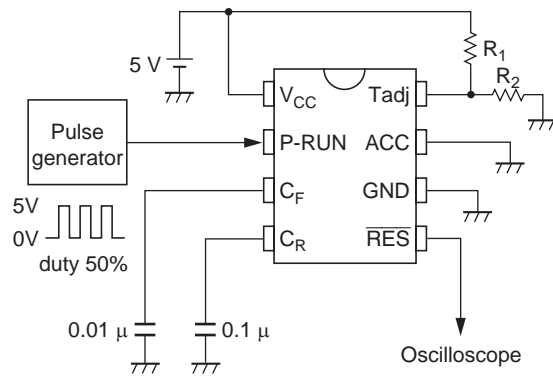 5 V
R1
R2
VCC
Tadj
Pulse
generator
P-RUN
ACC
CF
GND
CR
RES
5V
0V
duty 50%
0.01 μ
0.1 μ
Oscilloscope